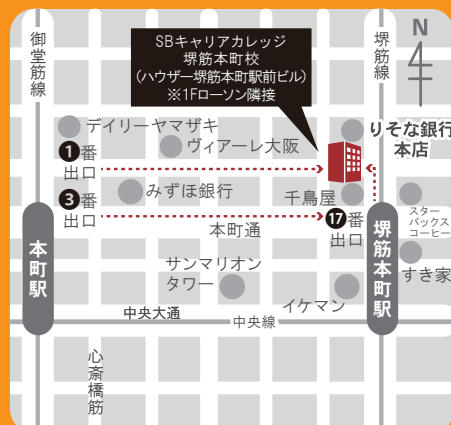 SBキャリアカレッジ
堺筋本町校
(ハウザー堺筋本町駅前ビル)
※1Fローソン隣接
御堂筋線
堺筋線
N
デイリーヤマザキ
りそな銀行
本店
❶番
出口
ヴィアーレ大阪
❸番
出口
みずほ銀行
千鳥屋
スター
バックス
コーヒー
本町通
⓱番
出口
本町駅
堺筋本町駅
サンマリオン
タワー
イケマン
すき家
中央大通
中央線
心斎橋筋